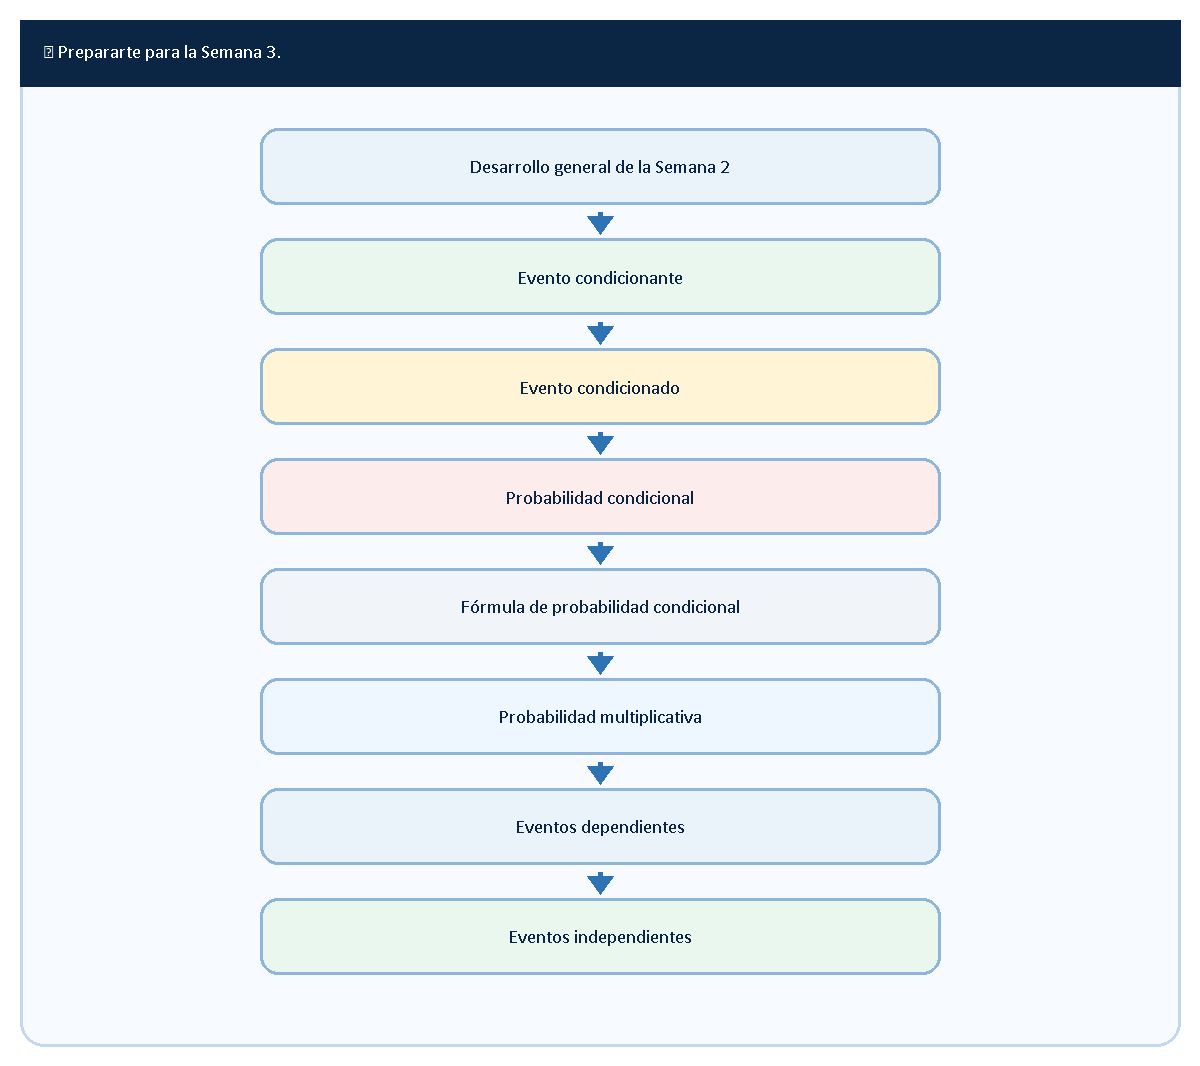 Prepararte para la Semana 3.
Desarrollo general de la Semana 2
Evento condicionante
Evento condicionado
Probabilidad condicional
Fórmula de probabilidad condicional
Probabilidad multiplicativa
Eventos dependientes
Eventos independientes